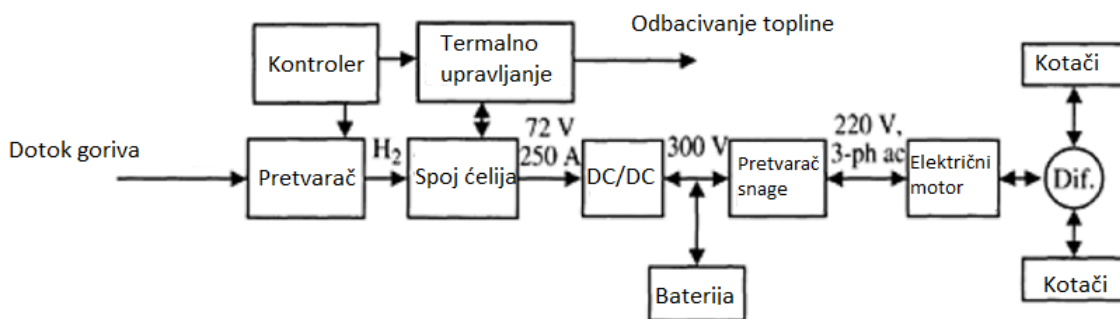 Odbacivanje topline
Kontroler
Termalno
upravljanje
Kotači
Dotok goriva
Pretvarač
H₂
Spoj ćelija
72 V
250 A
DC/DC
300 V
Pretvarač
snage
220 V,
3-ph ac
Električni
motor
Dif.
Baterija
Kotači